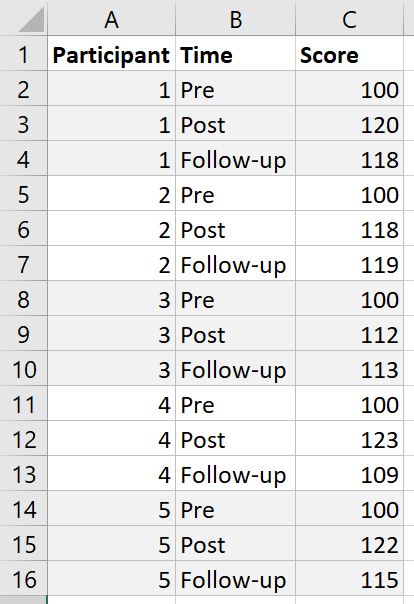 A B C
1 Participant Time Score
2 1 Pre 100
3 1 Post 120
4 1 Follow-up 118
5 2 Pre 100
6 2 Post 118
7 2 Follow-up 119
8 3 Pre 100
9 3 Post 112
10 3 Follow-up 113
11 4 Pre 100
12 4 Post 123
13 4 Follow-up 109
14 5 Pre 100
15 5 Post 122
16 5 Follow-up 115